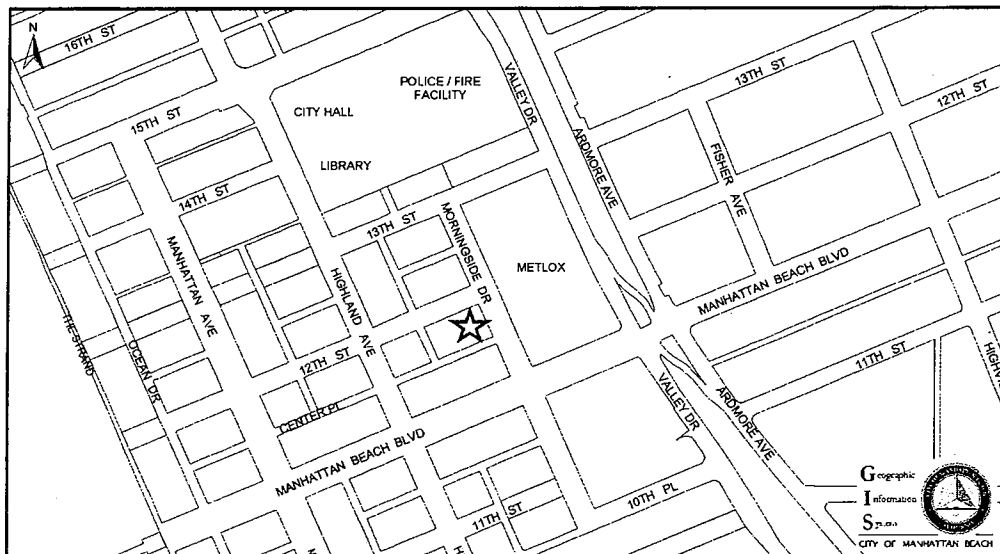 N
16TH ST
POLICE / FIRE
FACILITY
CITY HALL
VALLEY DR
13TH ST
12TH ST
15TH ST
LIBRARY
ARDMORE AVE
FISHER AVE
14TH ST
MORNINGSIDE DR
13TH ST
MANHATTAN AVE
METLOX
MANHATTAN BEACH BLVD
HIGHLAND AVE
THE STRAND
OCEAN DR
12TH ST
11TH ST
CENTER PL
VALLEY DR
ARDMORE AVE
MANHATTAN BEACH BLVD
11TH ST
10TH PL
Geographic
Information
CITY OF MANHATTAN BEACH